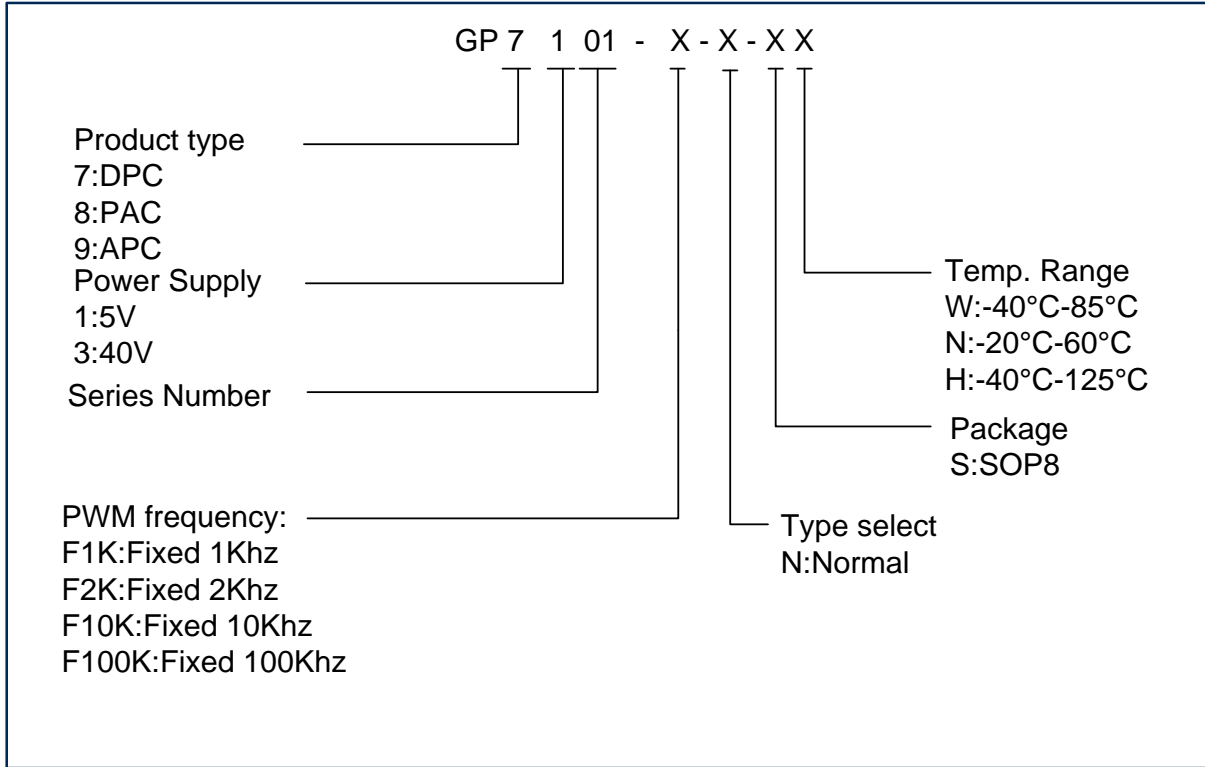 GP 7 1 01 - X - X - X X
Product type
7:DPC
8:PAC
9:APC
Power Supply
1:5V
3:40V
Series Number
PWM frequency:
F1K:Fixed 1Khz
F2K:Fixed 2Khz
F10K:Fixed 10Khz
F100K:Fixed 100Khz
Temp. Range
W:-40°C-85°C
N:-20°C-60°C
H:-40°C-125°C
Package
S:SOP8
Type select
N:Normal